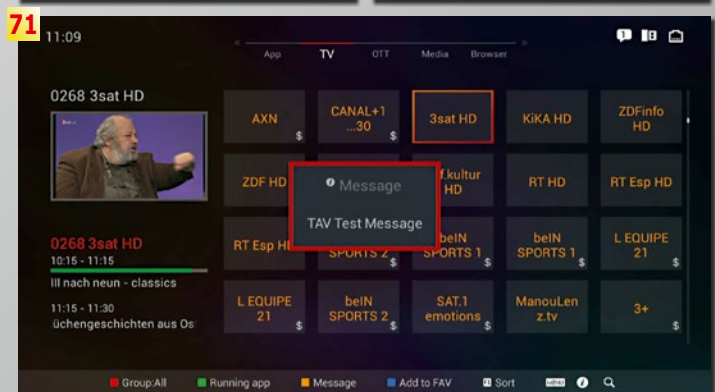 71
11:09
App TV OTT Media Browser
0268 3sat HD
AXN $
CANAL+1
...30 $
3sat HD
KiKA HD
ZDFinfo
HD
ZDF HD
f.kultur
HD
RT HD
RT Esp HD
Message
TAV Test Message
0268 3sat HD
10:15 - 11:15
III nach neun - classics
11:15 - 11:30
üchengeschichten aus Os
RT Esp H
SPORTS 2 $
beIN
SPORTS 1 $
beIN
SPORTS 1 $
L EQUIPE
21 $
L EQUIPE
21 $
beIN
SPORTS 2 $
SAT.1
emotions $
ManouLen
z.tv
3+ $
Group:All Running app Message Add to FAV Sort MENU